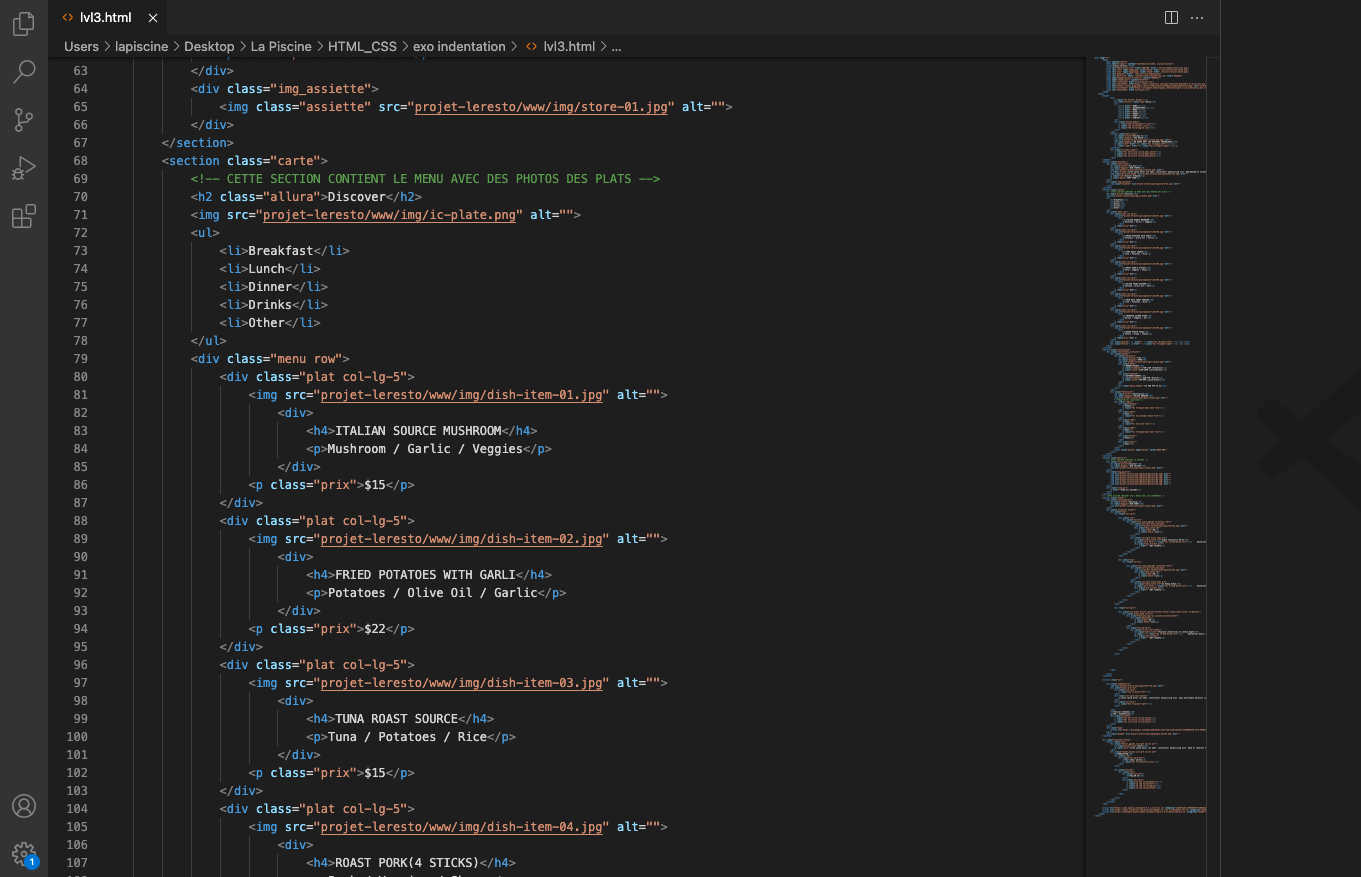 lvl3.html
Users > lapiscine > Desktop > La Piscine > HTML_CSS > exo indentation > lvl3.html > ...
63 </div>
64 <div class="img_assiette">
65 <img class="assiette" src="projet-leresto/www/img/store-01.jpg" alt="">
66 </div>
67 </section>
68 <section class="carte">
69 <!-- CETTE SECTION CONTIENT LE MENU AVEC DES PHOTOS DES PLATS -->
70 <h2 class="allura">Discover</h2>
71 <img src="projet-leresto/www/img/ic-plate.png" alt="">
72 <ul>
73 <li>Breakfast</li>
74 <li>Lunch</li>
75 <li>Dinner</li>
76 <li>Drinks</li>
77 <li>Other</li>
78 </ul>
79 <div class="menu row">
80 <div class="plat col-lg-5">
81 <img src="projet-leresto/www/img/dish-item-01.jpg" alt="">
82 <div>
83 <h4>ITALIAN SOURCE MUSHROOM</h4>
84 <p>Mushroom / Garlic / Veggies</p>
85 </div>
86 <p class="prix">$15</p>
87 </div>
88 <div class="plat col-lg-5">
89 <img src="projet-leresto/www/img/dish-item-02.jpg" alt="">
90 <div>
91 <h4>FRIED POTATOES WITH GARLI</h4>
92 <p>Potatoes / Olive Oil / Garlic</p>
93 </div>
94 <p class="prix">$22</p>
95 </div>
96 <div class="plat col-lg-5">
97 <img src="projet-leresto/www/img/dish-item-03.jpg" alt="">
98 <div>
99 <h4>TUNA ROAST SOURCE</h4>
100 <p>Tuna / Potatoes / Rice</p>
101 </div>
102 <p class="prix">$15</p>
103 </div>
104 <div class="plat col-lg-5">
105 <img src="projet-leresto/www/img/dish-item-04.jpg" alt="">
106 <div>
107 <h4>ROAST PORK(4 STICKS)</h4>
1